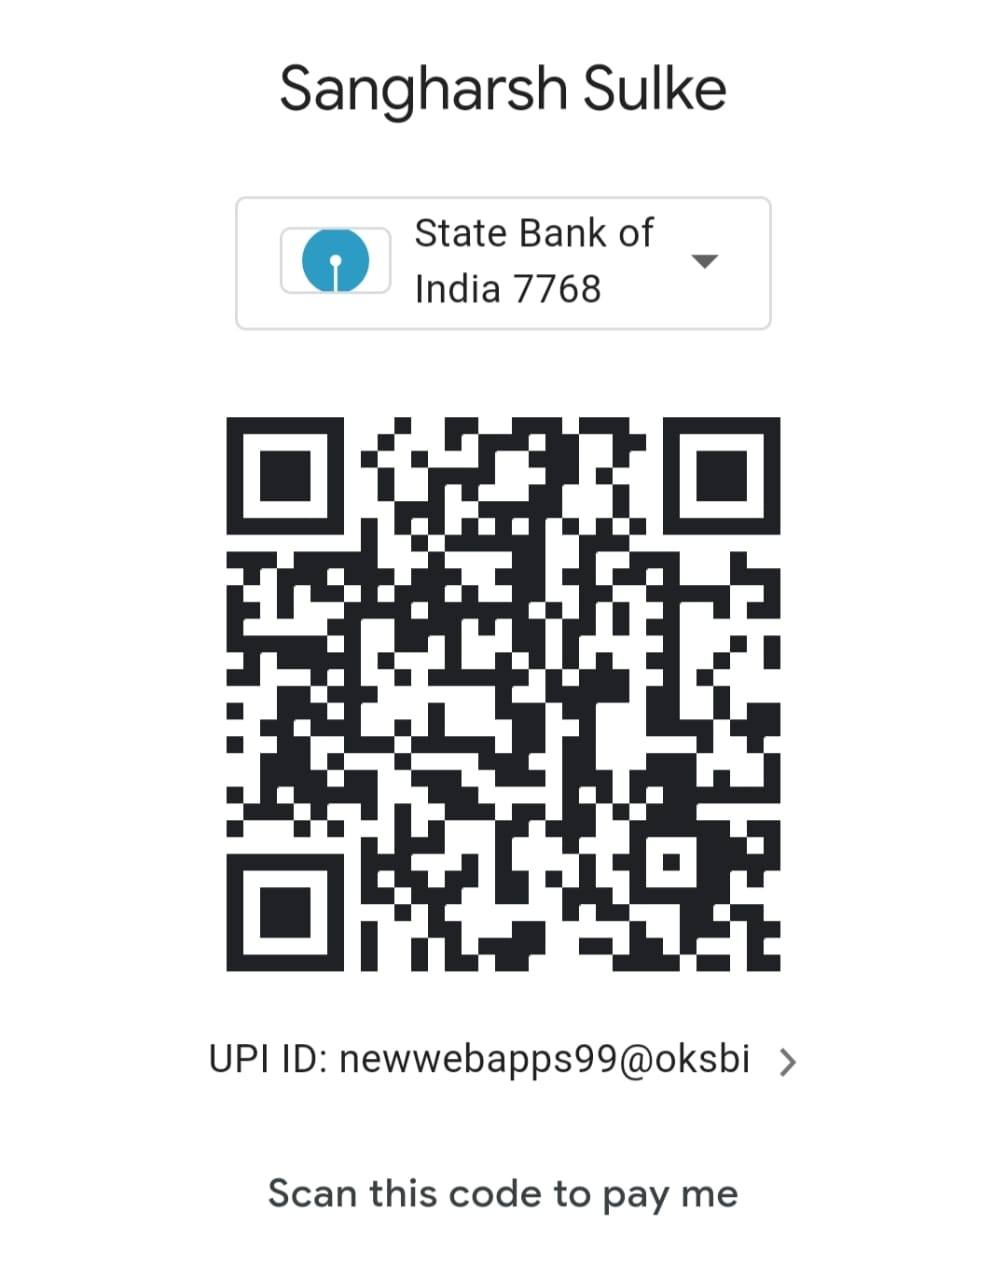 Sangharsh Sulke
State Bank of
India 7768
UPI ID: newwebapps99@oksbi
Scan this code to pay me